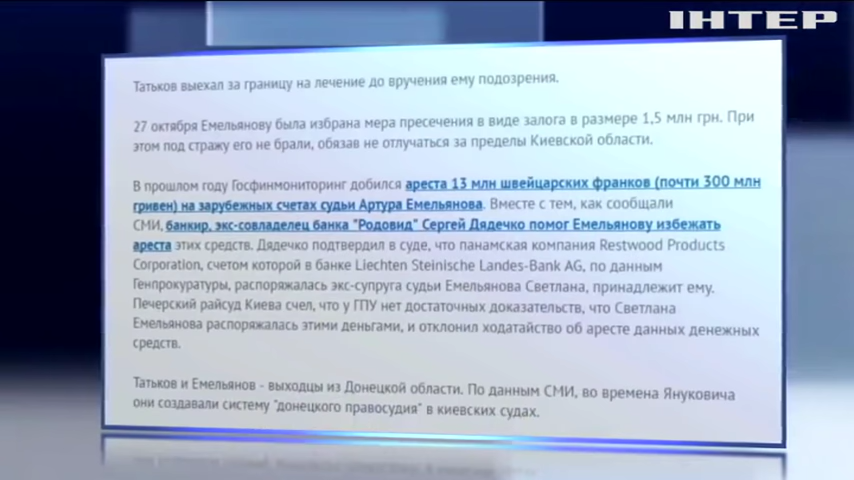 ІНТЕР
Татьков выехал за границу на лечение до вручения ему подозрения.
27 октября Емельянову была избрана мера пресечения в виде залога в размере 1,5 млн грн. При
этом под стражу его не брали, обязав не отлучаться за пределы Киевской области.
В прошлом году Госфинмониторинг добился ареста 13 млн швейцарских франков (почти 300 млн
гривен) на зарубежных счетах судьи Артура Емельянова. Вместе с тем, как сообщали
СМИ, банкир, экс-совладелец банка "Родовид" Сергей Дядечко помог Емельянову избежать
ареста этих средств. Дядечко подтвердил в суде, что панамская компания Restwood Products
Corporation, счетом которой в банке Liechten Steinische Landes-Bank AG, по данным
Генпрокуратуры, распоряжалась экс-супруга судьи Емельянова Светлана, принадлежит ему.
Печерский райсуд Киева счел, что у ГПУ нет достаточных доказательств, что Светлана
Емельянова распоряжалась этими деньгами, и отклонил ходатайство об аресте данных денежных
средств.
Татьков и Емельянов - выходцы из Донецкой области. По данным СМИ, во времена Януковича
они создавали систему "донецкого правосудия" в киевских судах.